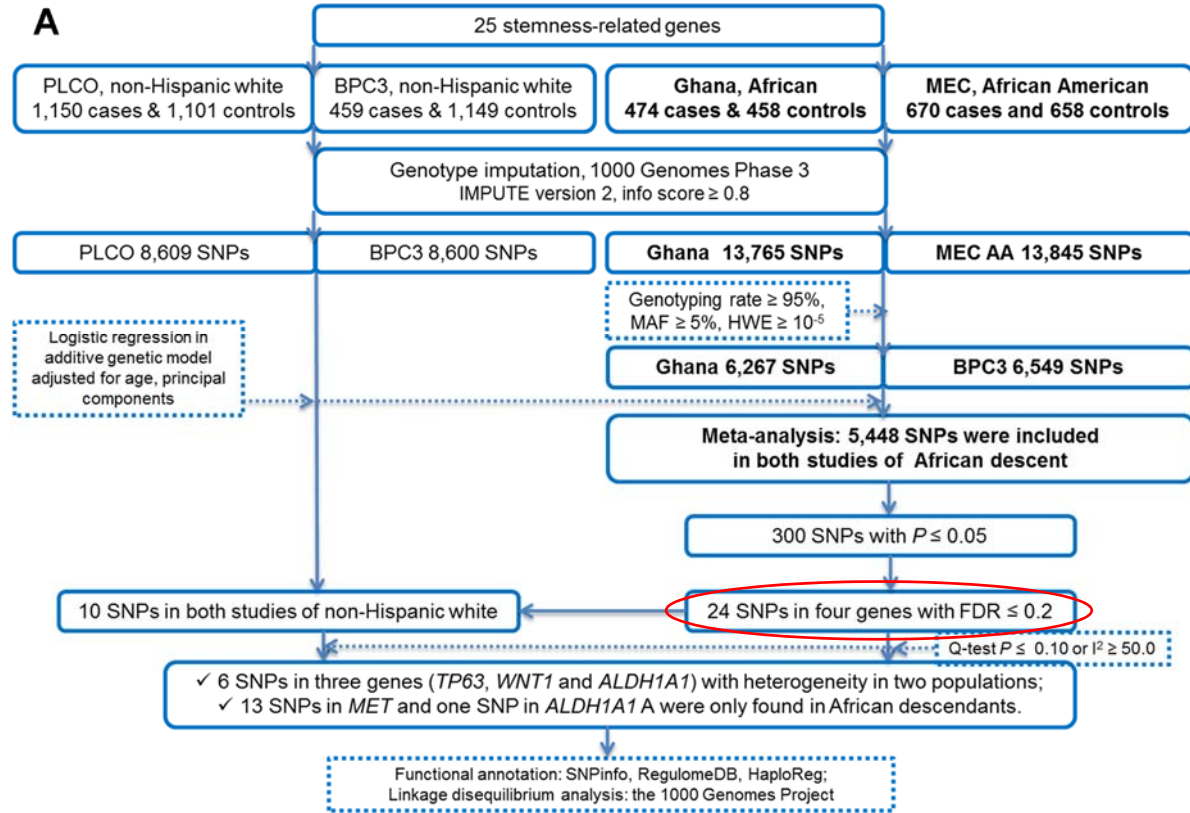 A
25 stemness-related genes
PLCO, non-Hispanic white
1,150 cases & 1,101 controls
BPC3, non-Hispanic white
459 cases & 1,149 controls
Ghana, African
474 cases & 458 controls
MEC, African American
670 cases and 658 controls
Genotype imputation, 1000 Genomes Phase 3
IMPUTE version 2, info score ≥ 0.8
PLCO 8,609 SNPs
BPC3 8,600 SNPs
Ghana 13,765 SNPs
MEC AA 13,845 SNPs
Genotyping rate ≥ 95%,
MAF ≥ 5%, HWE ≥ 10⁻⁵
Logistic regression in
additive genetic model
adjusted for age, principal
components
Ghana 6,267 SNPs
BPC3 6,549 SNPs
Meta-analysis: 5,448 SNPs were included
in both studies of African descent
300 SNPs with P ≤ 0.05
10 SNPs in both studies of non-Hispanic white
24 SNPs in four genes with FDR ≤ 0.2
Q-test P ≤ 0.10 or I² ≥ 50.0
✓ 6 SNPs in three genes (TP63, WNT1 and ALDH1A1) with heterogeneity in two populations;
✓ 13 SNPs in MET and one SNP in ALDH1A1 A were only found in African descendants.
Functional annotation: SNPinfo, RegulomeDB, HaploReg;
Linkage disequilibrium analysis: the 1000 Genomes Project